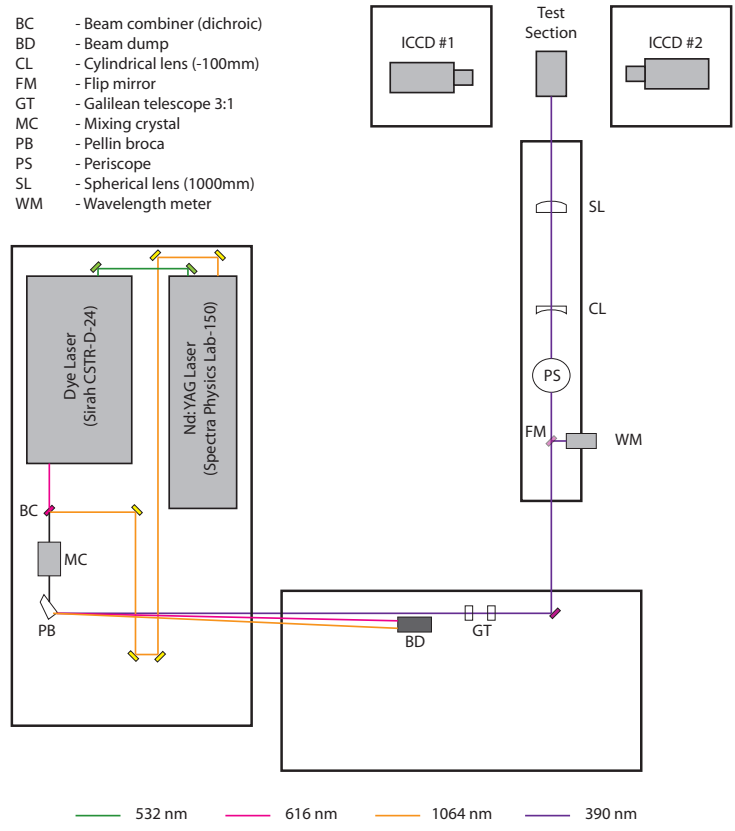 BC - Beam combiner (dichroic)
BD - Beam dump
CL - Cylindrical lens (-100mm)
FM - Flip mirror
GT - Galilean telescope 3:1
MC - Mixing crystal
PB - Pellin broca
PS - Periscope
SL - Spherical lens (1000mm)
WM - Wavelength meter
ICCD #1
Test
Section
ICCD #2
SL
CL
PS
FM
WM
Dye Laser
(Sirah CSTR-D-24)
Nd:YAG Laser
(Spectra Physics Lab-150)
BC
MC
PB
BD
GT
532 nm
616 nm
1064 nm
390 nm